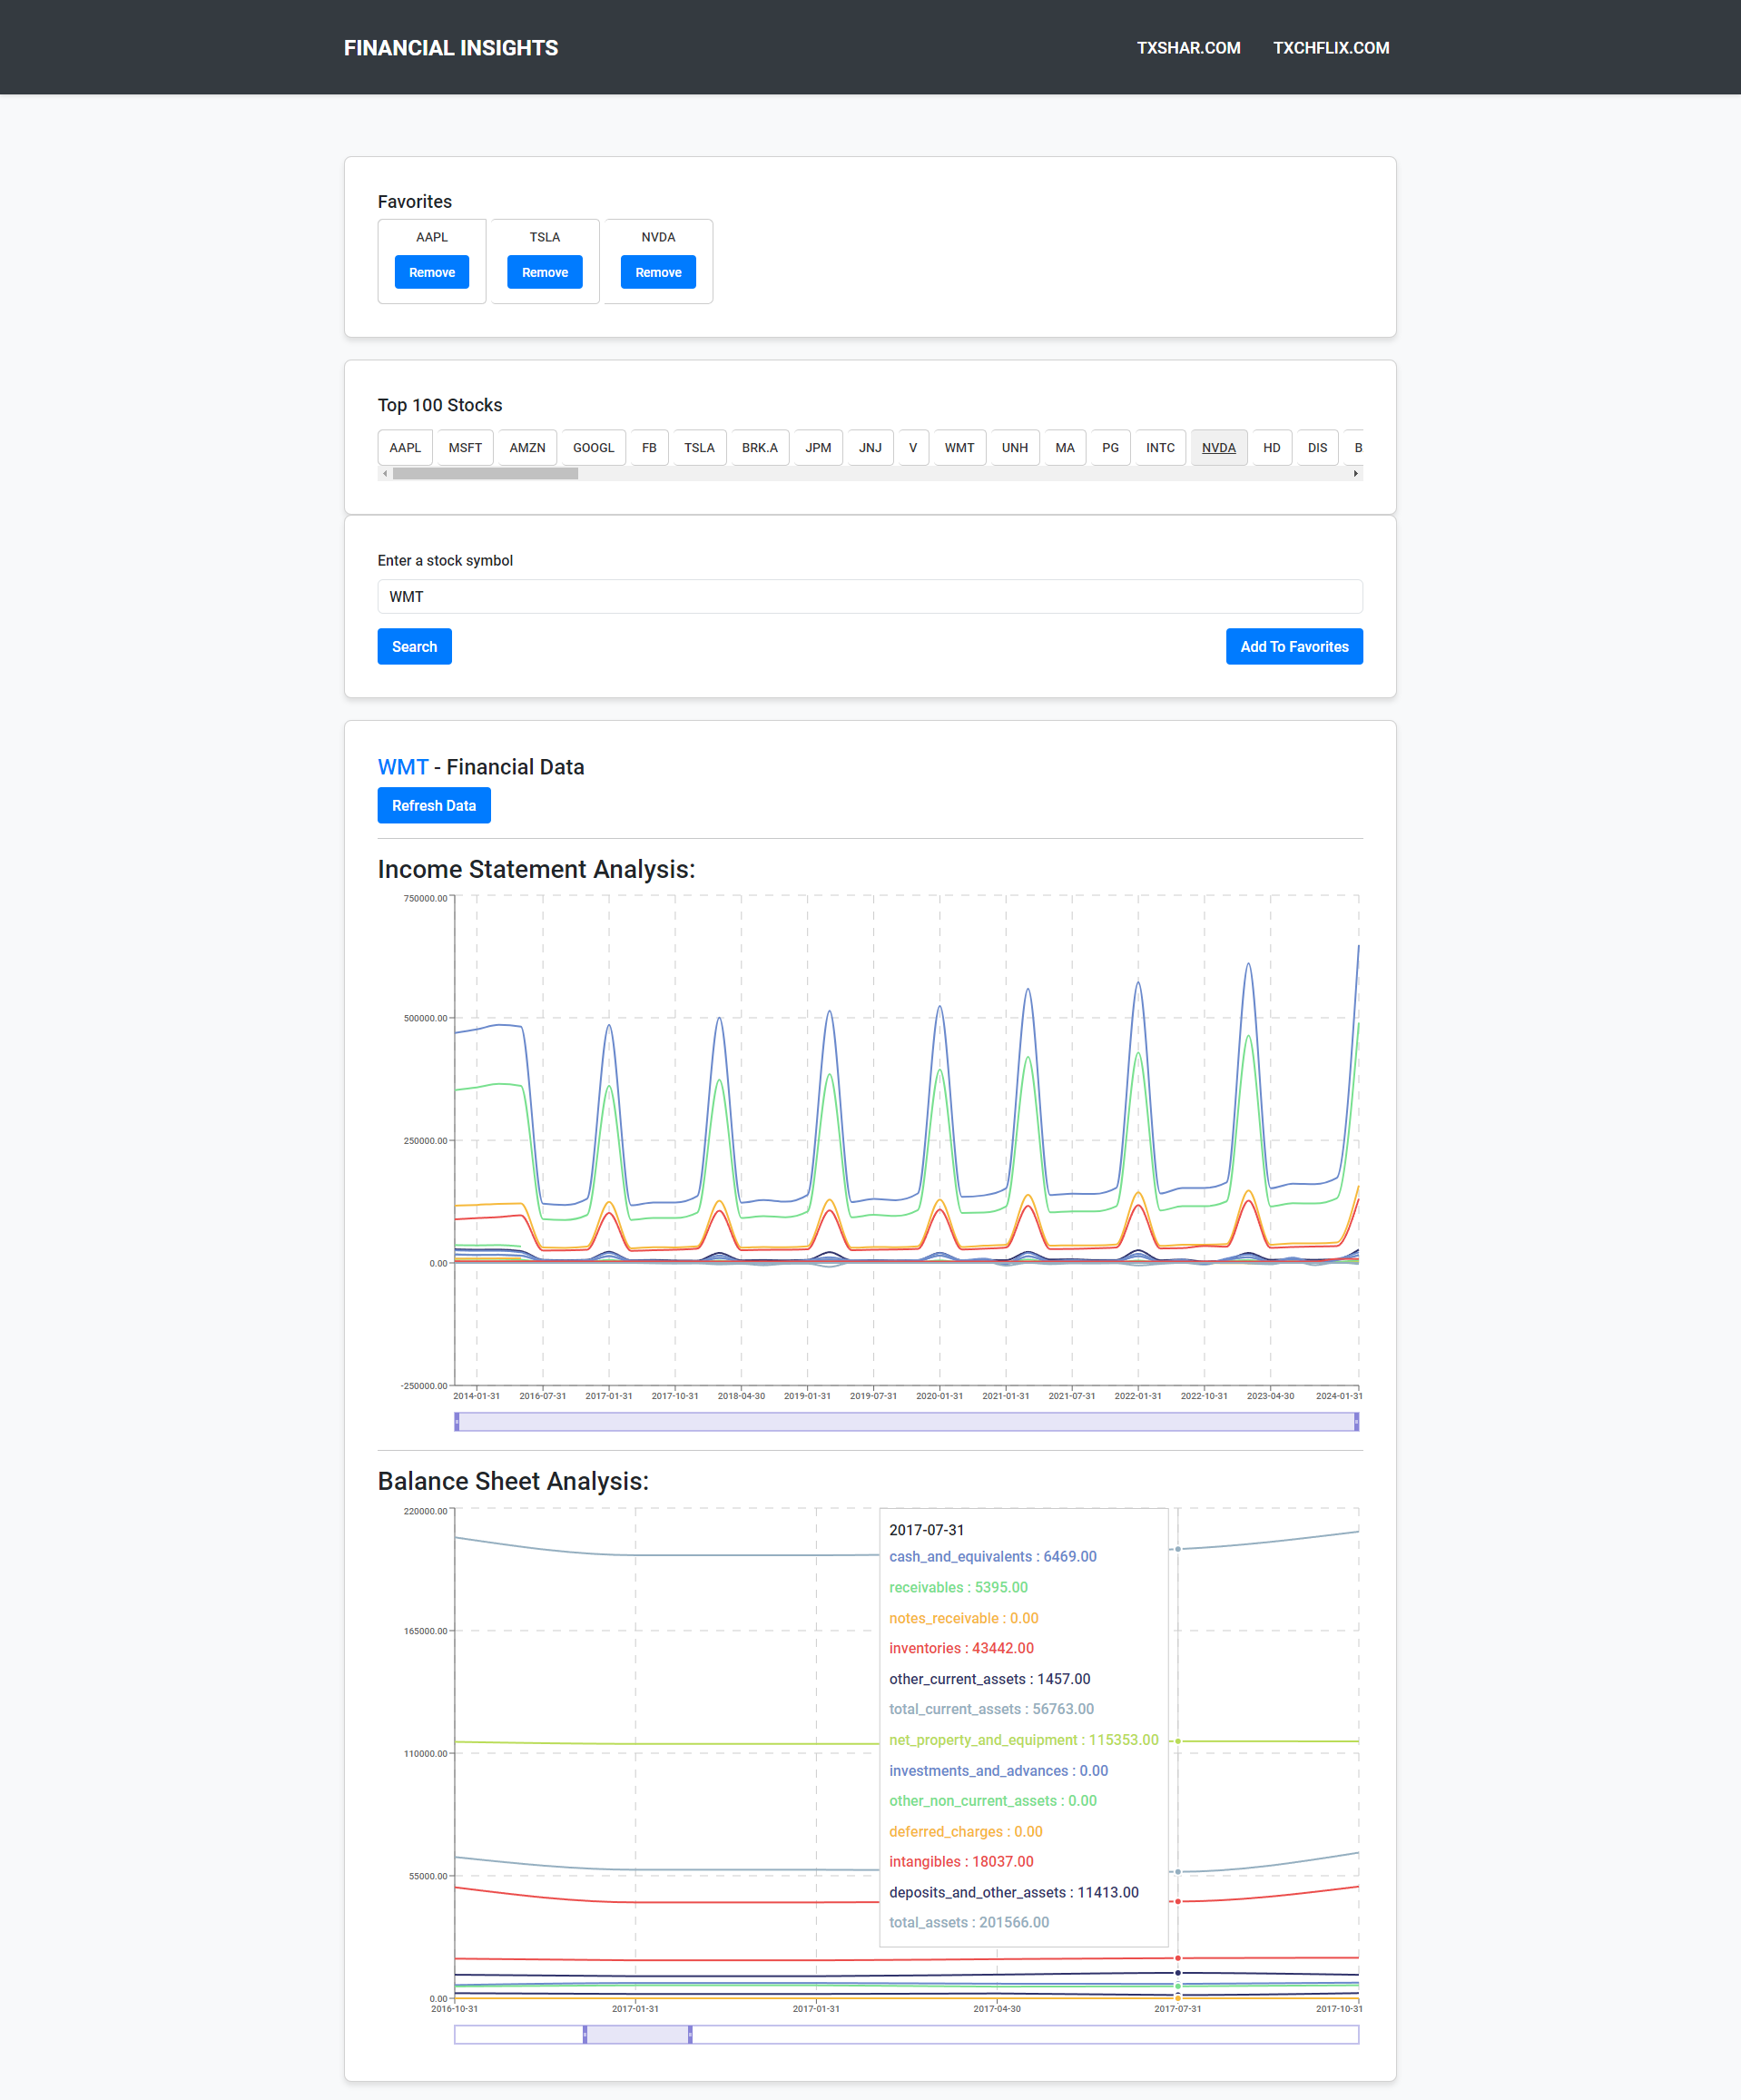 FINANCIAL INSIGHTS TXSHAR.COM TXCHFLIX.COM
Favorites
AAPL TSLA NVDA
Remove Remove Remove
Top 100 Stocks
AAPL MSFT AMZN GOOGL FB TSLA BRK.A JPM JNJ V WMT UNH MA PG INTC NVDA HD DIS B
Enter a stock symbol
WMT
Search Add To Favorites
WMT - Financial Data
Refresh Data
Income Statement Analysis:
750000.00
500000.00
250000.00
0.00
-250000.00
2014-01-31 2016-07-31 2017-01-31 2017-10-31 2018-04-30 2019-01-31 2019-07-31 2020-01-31 2021-01-31 2021-07-31 2022-01-31 2022-10-31 2023-04-30 2024-01-31
Balance Sheet Analysis:
220000.00
165000.00
110000.00
55000.00
0.00
2017-07-31
cash_and_equivalents : 6469.00
receivables : 5395.00
notes_receivable : 0.00
inventories : 43442.00
other_current_assets : 1457.00
total_current_assets : 56763.00
net_property_and_equipment : 115353.00
investments_and_advances : 0.00
other_non_current_assets : 0.00
deferred_charges : 0.00
intangibles : 18037.00
deposits_and_other_assets : 11413.00
total_assets : 201566.00
2016-10-31 2017-01-31 2017-01-31 2017-04-30 2017-07-31 2017-10-31